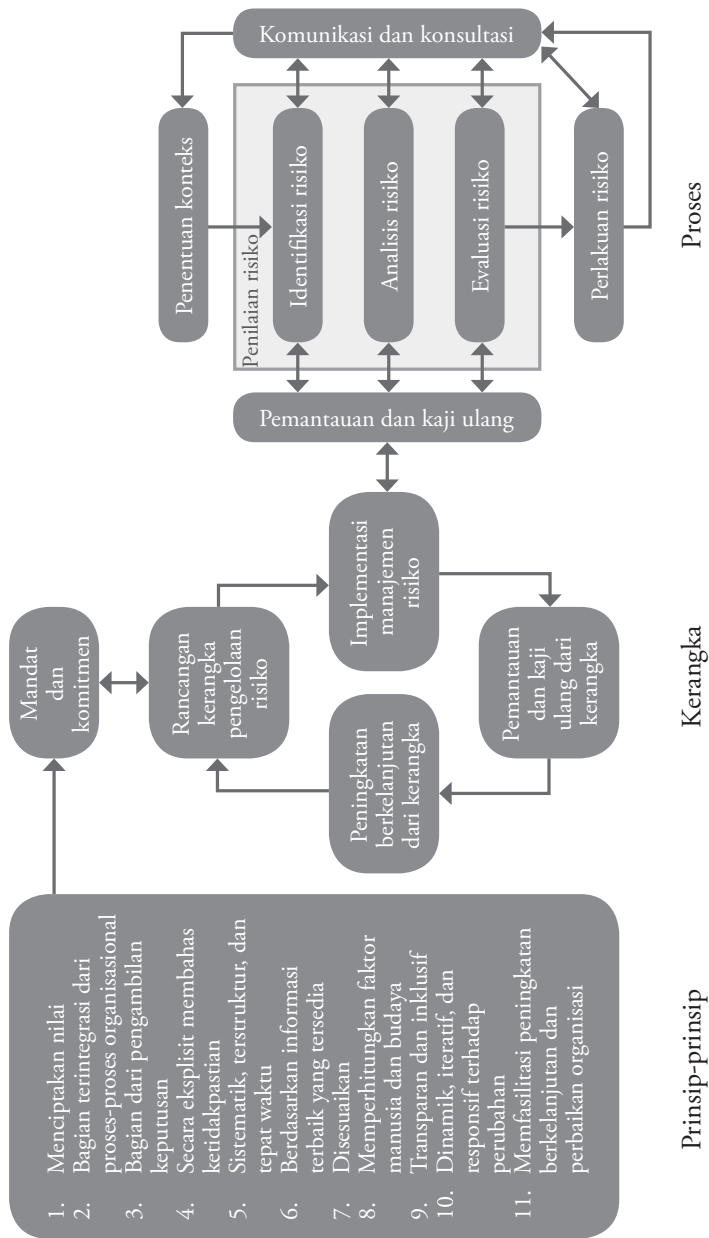 1. Menciptakan nilai
2. Bagian terintegrasi dari
proses-proses organisasional
3. Bagian dari pengambilan
keputusan
4. Secara eksplisit membahas
ketidakpastian
5. Sistematik, terstruktur, dan
tepat waktu
6. Berdasarkan informasi
terbaik yang tersedia
7. Disesuaikan
8. Memperhitungkan faktor
manusia dan budaya
9. Transparan dan inklusif
10. Dinamik, iteratif, dan
responsif terhadap
perubahan
11. Memfasilitasi peningkatan
berkelanjutan dan
perbaikan organisasi
Prinsip-prinsip
Mandat
dan
komitmen
Rancangan
kerangka
pengelolaan
risiko
Peningkatan
berkelanjutan
dari kerangka
Implementasi
manajemen
risiko
Pemantauan
dan kaji
ulang dari
kerangka
Kerangka
Penentuan konteks
Penilaian risiko
Identifikasi risiko
Analisis risiko
Evaluasi risiko
Perlakuan risiko
Pemantauan dan kaji ulang
Komunikasi dan konsultasi
Proses